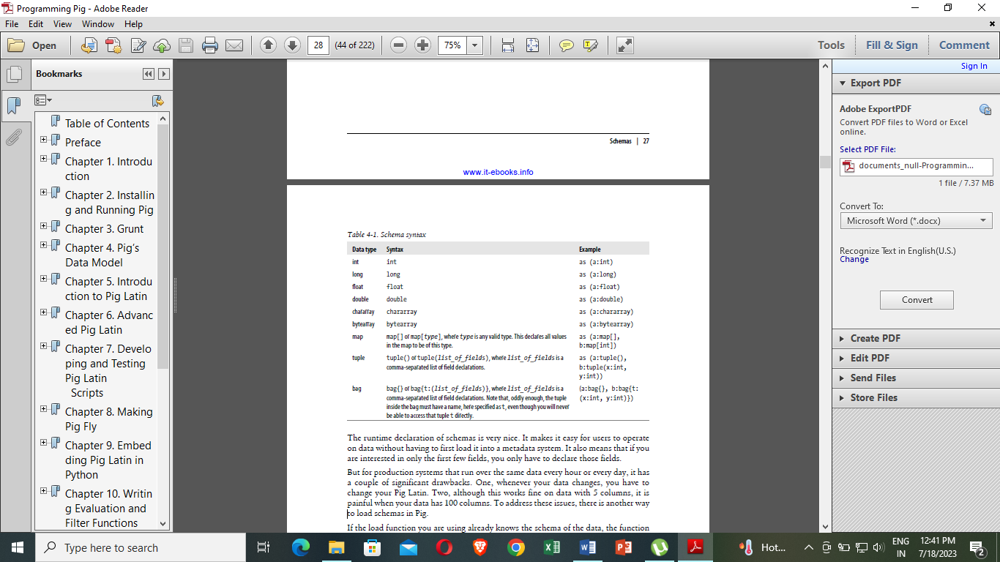 Programming Pig - Adobe Reader
File Edit View Window Help
Open
28
(44 of 222)
75%
Tools
Fill & Sign
Comment
Bookmarks
Table of Contents
Preface
Chapter 1. Introdu
ction
Chapter 2. Installin
g and Running Pig
Chapter 3. Grunt
Chapter 4. Pig's
Data Model
Chapter 5. Introdu
ction to Pig Latin
Chapter 6. Advanc
ed Pig Latin
Chapter 7. Develo
ping and Testing
Pig Latin
Scripts
Chapter 8. Making
Pig Fly
Chapter 9. Embed
ding Pig Latin in
Python
Chapter 10. Writin
g Evaluation and
Filter Functions
Schemas | 27
www.it-ebooks.info
Table 4-1. Schema syntax
Data type Syntax Example
int int as (a:int)
long long as (a:long)
float float as (a:float)
double double as (a:double)
chararray chararray as (a:chararray)
bytearray bytearray as (a:bytearray)
map map[] or map[type], where type is any valid type. This declares all values as (a:map[],
in the map to be of this type. b:map[int])
tuple tuple() or tuple(list_of_fields), where list_of_fields is a as (a:tuple(),
comma-separated list of field declarations. b:tuple(x:int,
y:int))
bag bag{} or bag{t:(list_of_fields)}, where list_of_fields is a (a:bag{}, b:bag{t:
comma-separated list of field declarations. Note that, oddly enough, the tuple (x:int, y:int)})
inside the bag must have a name, here specified as t, even though you will never
be able to access that tuple t directly.
The runtime declaration of schemas is very nice. It makes it easy for users to operate
on data without having to first load it into a metadata system. It also means that if you
are interested in only the first few fields, you only have to declare those fields.
But for production systems that run over the same data every hour or every day, it has
a couple of significant drawbacks. One, whenever your data changes, you have to
change your Pig Latin. Two, although this works fine on data with 5 columns, it is
painful when your data has 100 columns. To address these issues, there is another way
to load schemas in Pig.
If the load function you are using already knows the schema of the data, the function
Sign In
Export PDF
Adobe ExportPDF
Convert PDF files to Word or Excel
online.
Select PDF File:
documents_null-Programmin...
1 file / 7.37 MB
Convert To:
Microsoft Word (*.docx)
Recognize Text in English(U.S.)
Change
Convert
Create PDF
Edit PDF
Send Files
Store Files
Type here to search
Hot...
ENG
IN
12:41 PM
7/18/2023
2